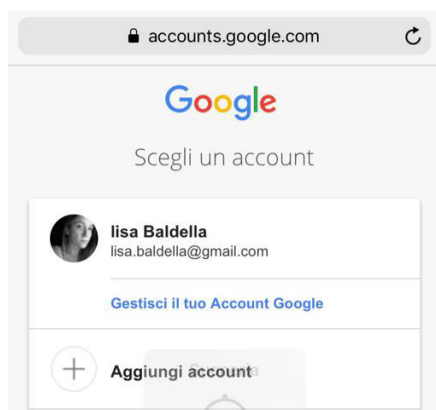 accounts.google.com
Google
Scegli un account
lisa Baldella
lisa.baldella@gmail.com
Gestisci il tuo Account Google
Aggiungi account